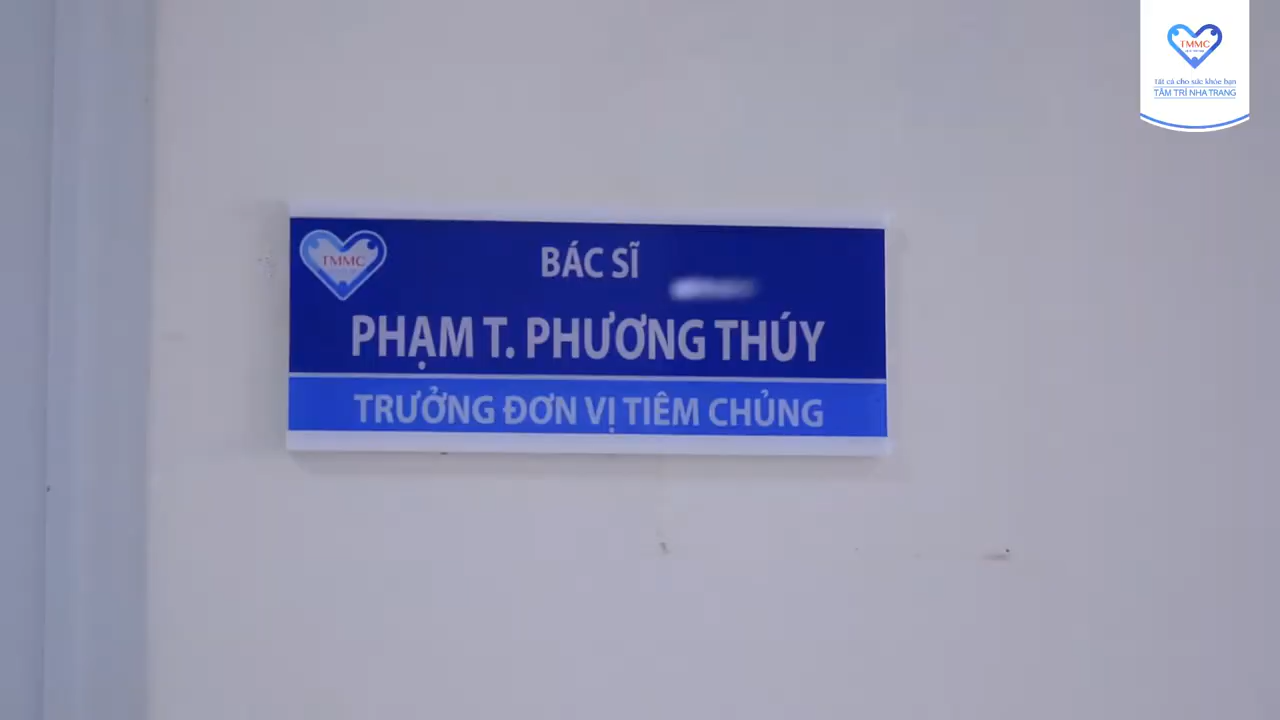 TMMC
Tất cả cho sức khỏe bạn
TÂM TRÍ NHA TRANG
TMMC
BÁC SĨ
PHẠM T. PHƯƠNG THÚY
TRƯỞNG ĐƠN VỊ TIÊM CHỦNG